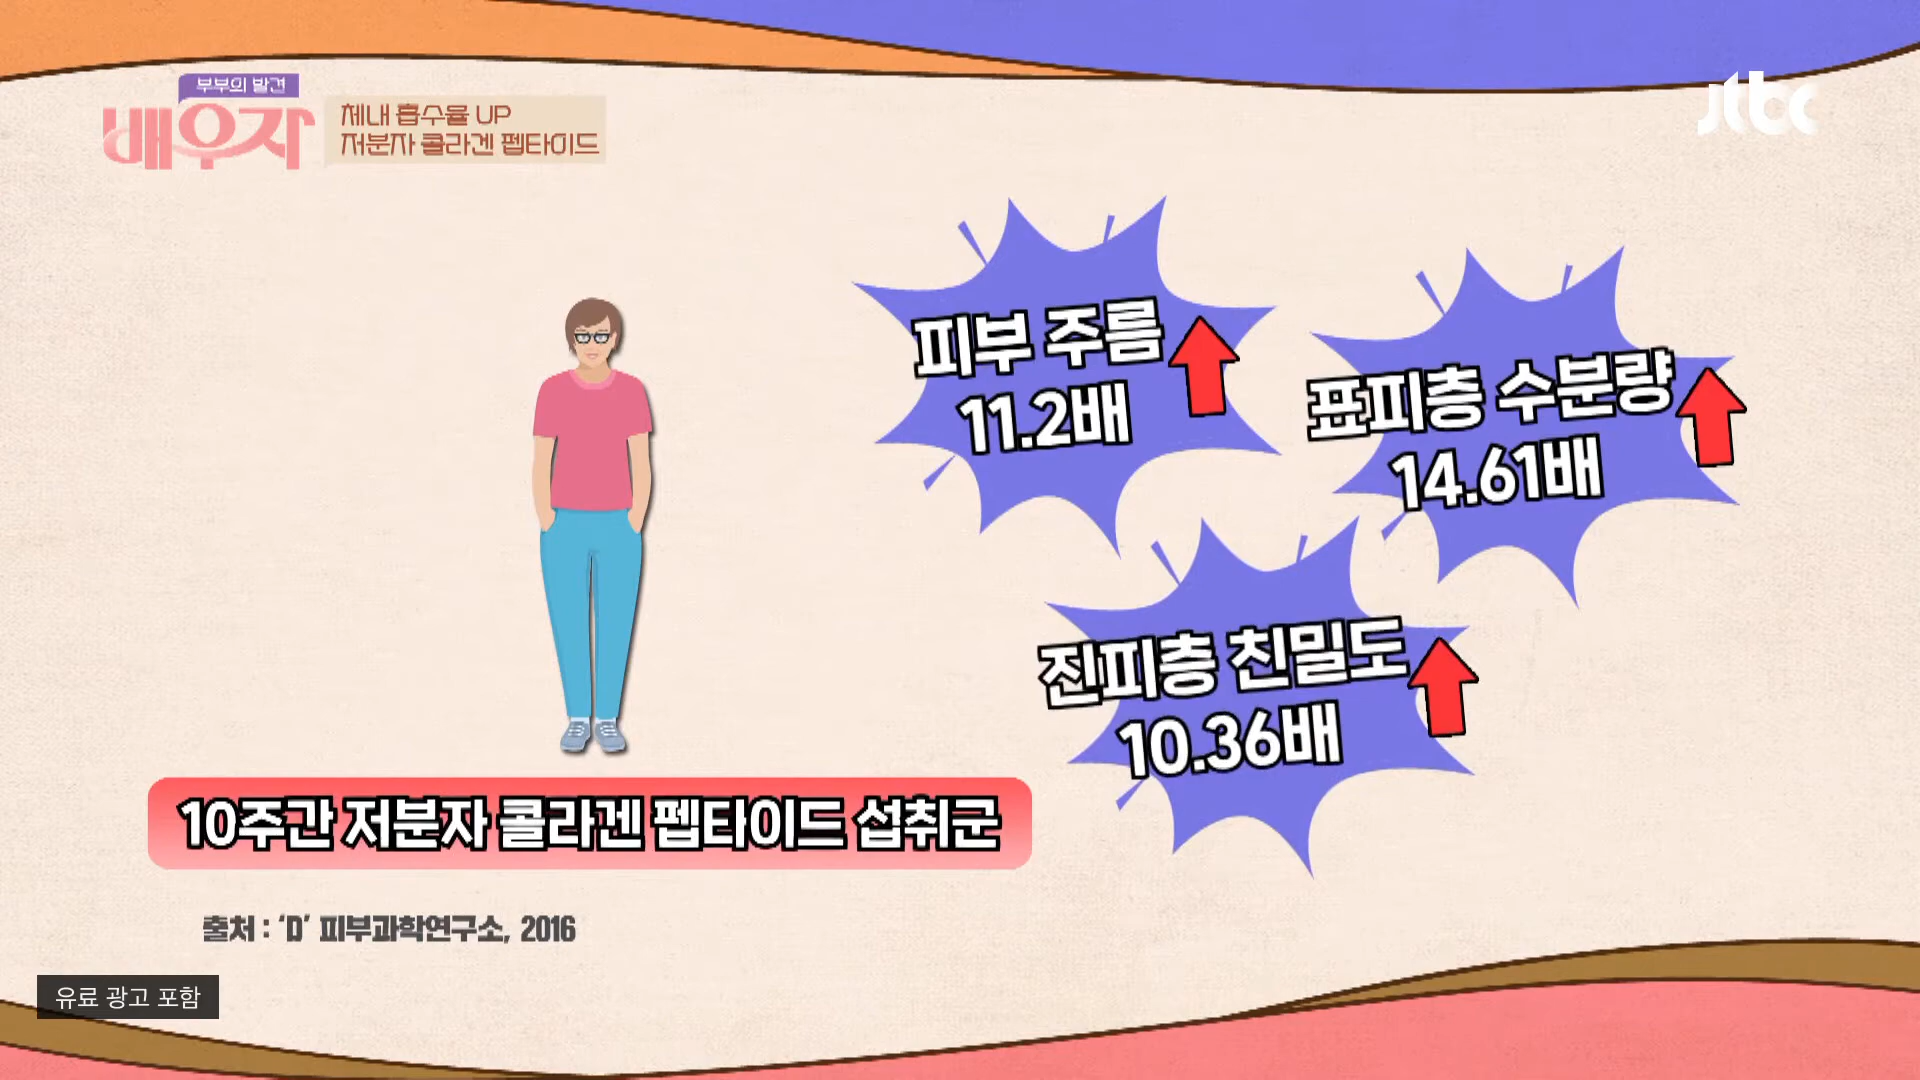 부부의 발견
배우자
체내 흡수율 UP
저분자 콜라겐 펩타이드
jtbc
피부 주름
11.2배
표피층 수분량
14.61배
진피층 친밀도
10.36배
10주간 저분자 콜라겐 펩타이드 섭취군
출처 : ‘D’ 피부과학연구소, 2016
유료 광고 포함